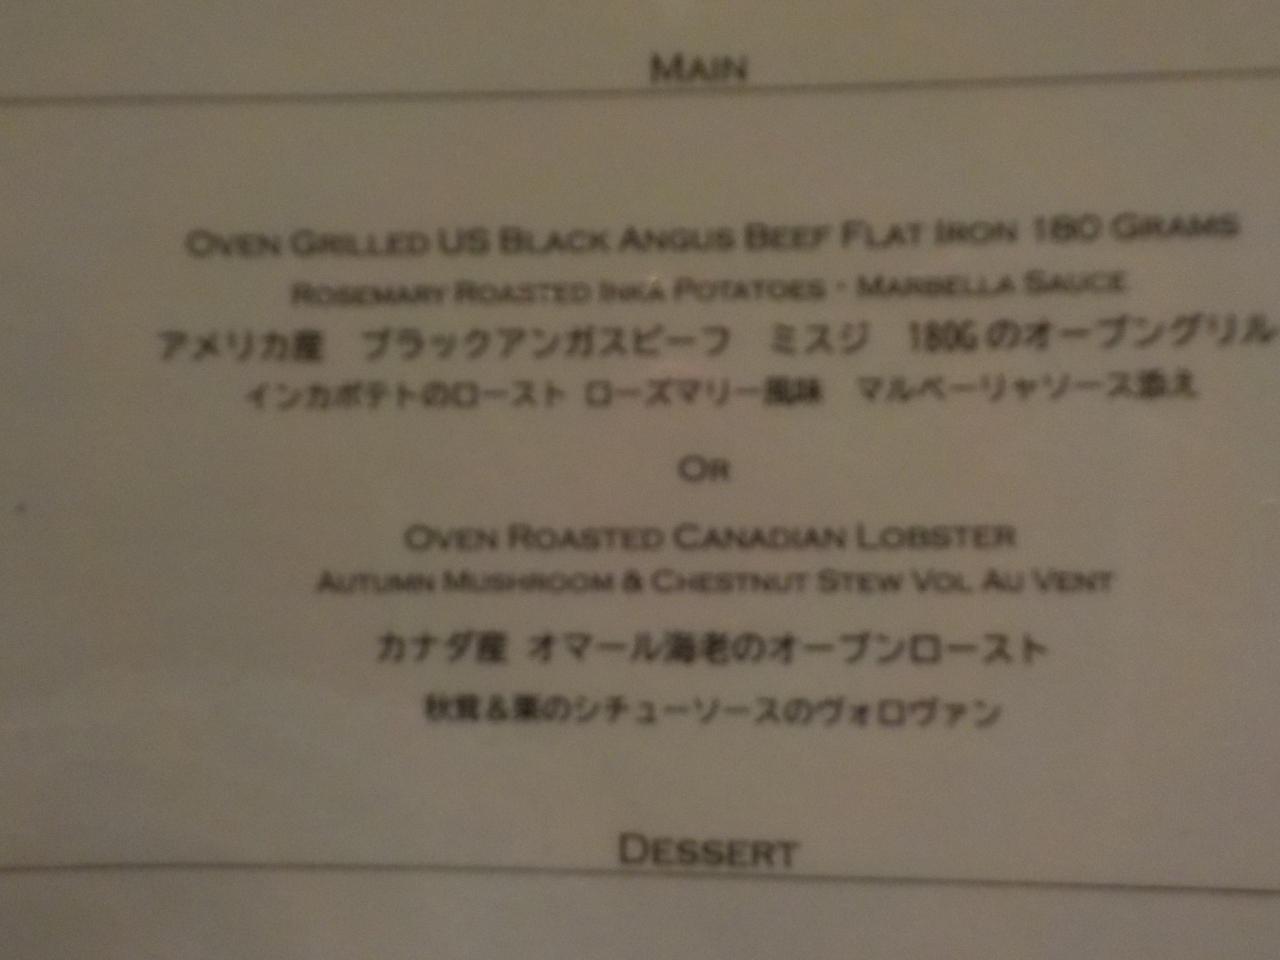 MAIN
OVEN GRILLED US BLACK ANGUS BEEF FLAT IRON 180 GRAMS
ROSEMARY ROASTED INKA POTATOES・MARBELLA SAUCE
アメリカ産 ブラックアンガスビーフ ミスジ 180Gのオーブングリル
インカポテトのロースト ローズマリー風味 マルベーリャソース添え
OR
OVEN ROASTED CANADIAN LOBSTER
AUTUMN MUSHROOM & CHESTNUT STEW VOL AU VENT
カナダ産 オマール海老のオーブンロースト
秋茸&栗のシチューソースのヴォロヴァン
DESSERT